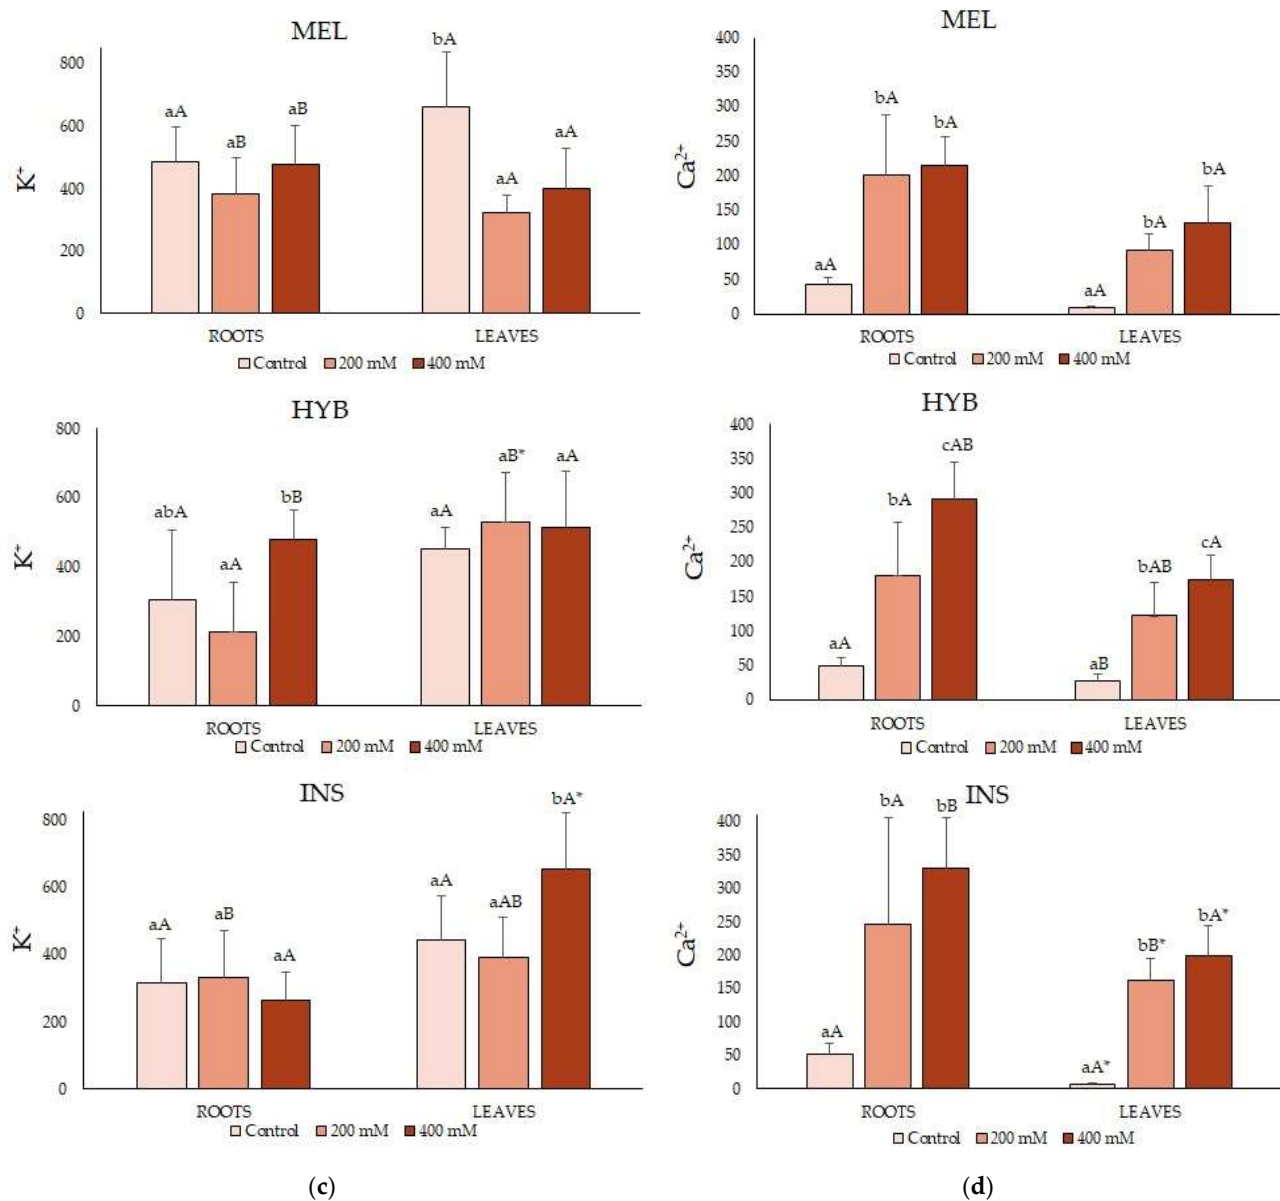 MEL
K⁺
800
600
400
200
0
aA
aB
aB
bA
aA
aA
ROOTS
LEAVES
Control 200 mM 400 mM
MEL
Ca²⁺
400
350
300
250
200
150
100
50
0
aA
bA
bA
aA
bA
bA
ROOTS
LEAVES
Control 200 mM 400 mM
HYB
K⁺
800
600
400
200
0
abA
aA
bB
aA
aB*
aA
ROOTS
LEAVES
Control 200 mM 400 mM
HYB
Ca²⁺
400
350
300
250
200
150
100
50
0
aA
bA
cAB
aB
bAB
cA
ROOTS
LEAVES
Control 200 mM 400 mM
INS
K⁺
800
600
400
200
0
aA
aB
aA
aA
aAB
bA*
ROOTS
LEAVES
Control 200 mM 400 mM
INS
Ca²⁺
400
350
300
250
200
150
100
50
0
aA
bA
bB
aA*
bB*
bA*
ROOTS
LEAVES
Control 200 mM 400 mM
(c)
(d)